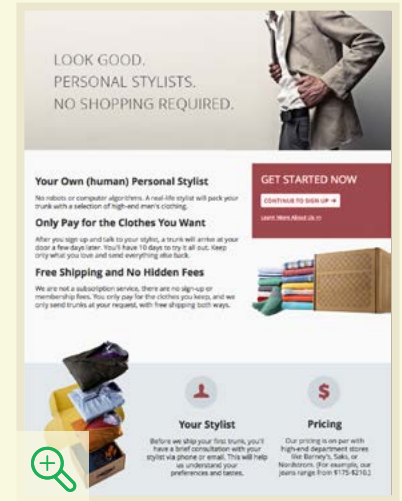 LOOK GOOD.
PERSONAL STYLISTS.
NO SHOPPING REQUIRED.
Your Own (human) Personal Stylist
No robots or computer algorithms. A real-life stylist will pack your
trunk with a selection of high-end men's clothing.
Only Pay for the Clothes You Want
After you sign up and talk to your stylist, a trunk will arrive at your
door a few days later. You'll have 10 days to try it all out. Keep
only what you love and send everything else back.
Free Shipping and No Hidden Fees
We are not a subscription service, there are no sign-up or
membership fees. You only pay for the clothes you keep, and we
only send trunks at your request, with free shipping both ways.
GET STARTED NOW
CONTINUE TO SIGN UP →
Learn More About Us >>
Your Stylist
Before we ship your first trunk, you'll
have a brief consultation with your
stylist via phone or email. This will help
us understand your
preferences and tastes.
$
Pricing
Our pricing is on par with
high-end department stores
like Barney's, Saks, or
Nordstrom. (For example, our
jeans range from $175-$210.)